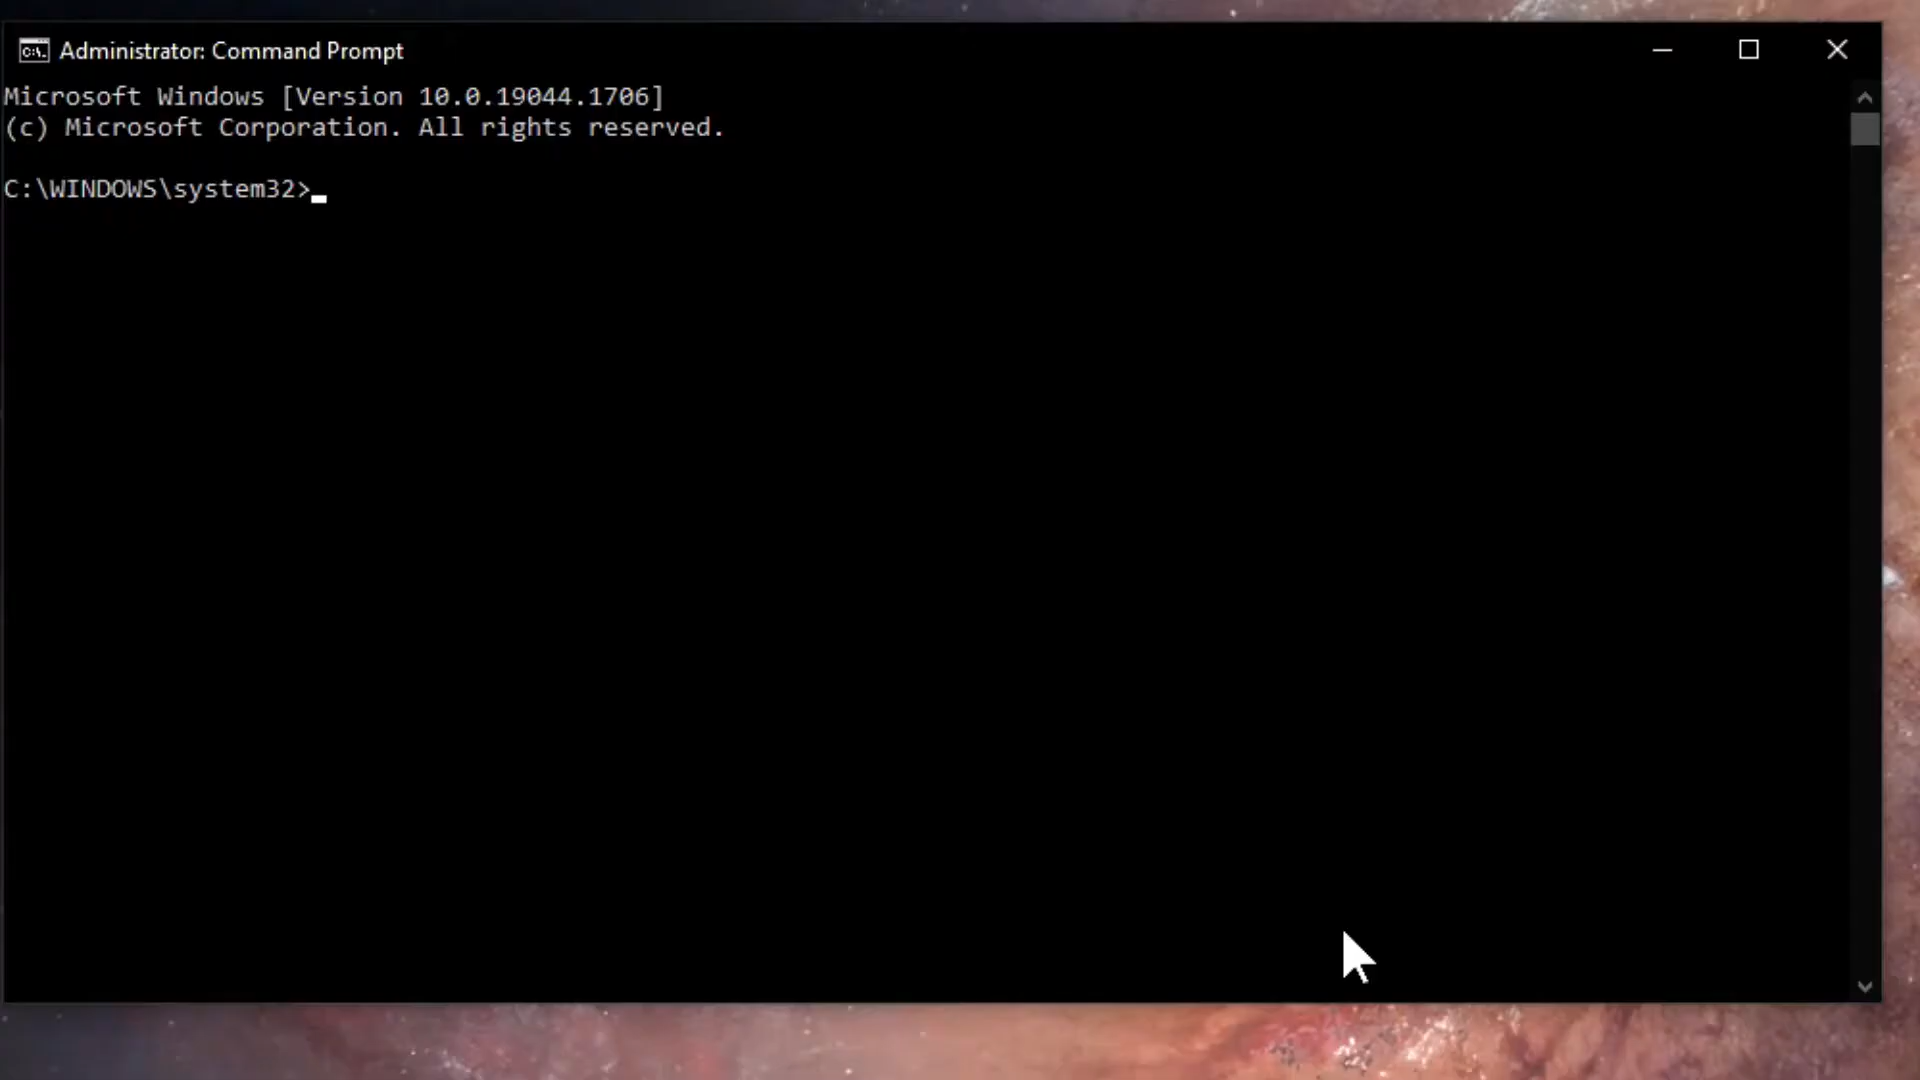 Administrator: Command Prompt
Microsoft Windows [Version 10.0.19044.1706]
(c) Microsoft Corporation. All rights reserved.
C:\WINDOWS\system32>